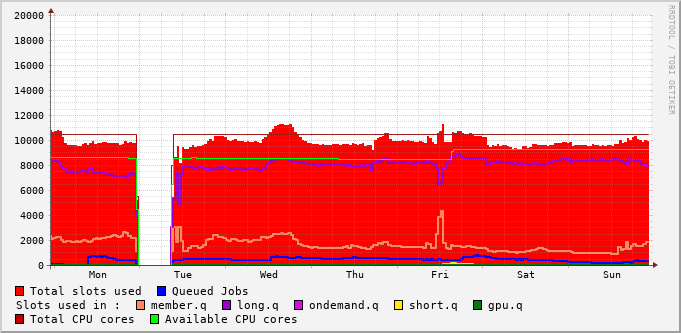 20000
18000
16000
14000
12000
10000
8000
6000
4000
2000
0
Mon Tue Wed Thu Fri Sat Sun
Total slots used Queued Jobs
Slots used in : member.q long.q ondemand.q short.q gpu.q
Total CPU cores Available CPU cores
RRDTOOL / TOBI OETIKER